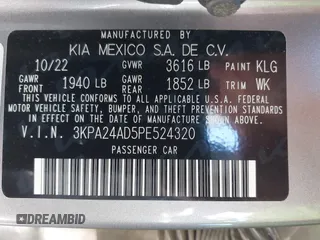 MANUFACTURED BY
KIA MEXICO S.A. DE C.V.
10/22 GVWR 3616 LB PAINT KLG
GAWR FRONT 1940 LB GAWR REAR 1852 LB TRIM WK
THIS VEHICLE CONFORMS TO ALL APPLICABLE U.S. FEDERAL
MOTOR VEHICLE SAFETY, BUMPER, AND THEFT PREVENTION
STANDARDS IN EFFECT ON THE DATE OF MANUFACTURE SHOWN ABOVE.
V.I.N. 3KPA24AD5PE524320
PASSENGER CAR
DREAMBID